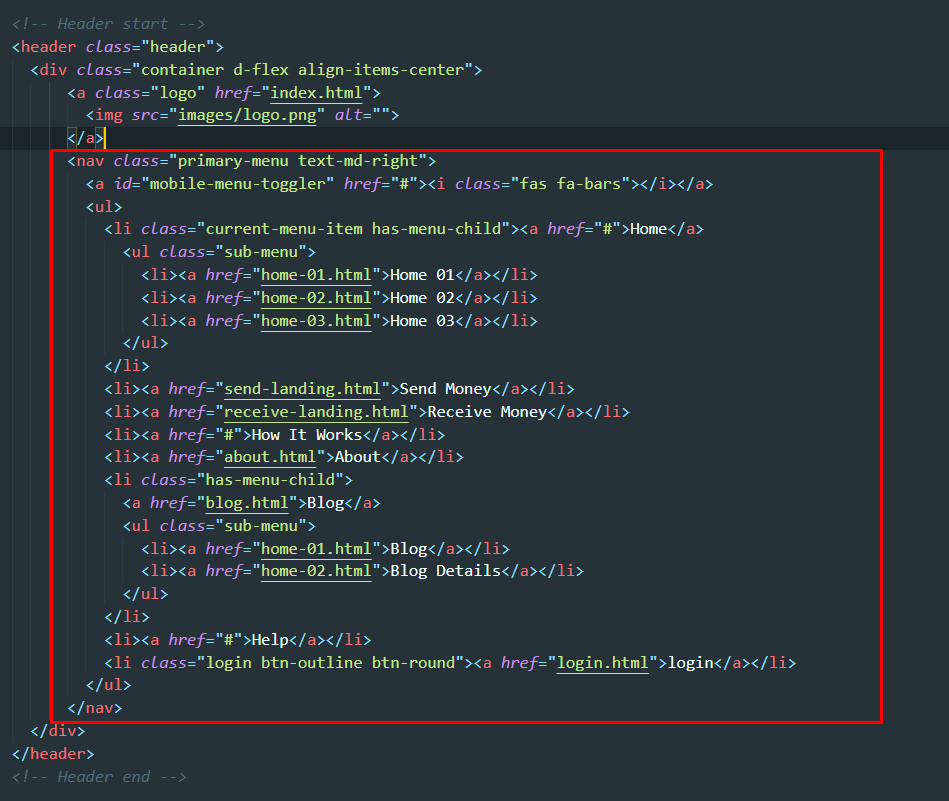 <!-- Header start -->
<header class="header">
  <div class="container d-flex align-items-center">
      <a class="logo" href="index.html">
        <img src="images/logo.png" alt="">
      </a>
      <nav class="primary-menu text-md-right">
        <a id="mobile-menu-toggler" href="#"><i class="fas fa-bars"></i></a>
        <ul>
          <li class="current-menu-item has-menu-child"><a href="#">Home</a>
            <ul class="sub-menu">
              <li><a href="home-01.html">Home 01</a></li>
              <li><a href="home-02.html">Home 02</a></li>
              <li><a href="home-03.html">Home 03</a></li>
            </ul>
          </li>
          <li><a href="send-landing.html">Send Money</a></li>
          <li><a href="receive-landing.html">Receive Money</a></li>
          <li><a href="#">How It Works</a></li>
          <li><a href="about.html">About</a></li>
          <li class="has-menu-child">
            <a href="blog.html">Blog</a>
            <ul class="sub-menu">
              <li><a href="home-01.html">Blog</a></li>
              <li><a href="home-02.html">Blog Details</a></li>
            </ul>
          </li>
          <li><a href="#">Help</a></li>
          <li class="login btn-outline btn-round"><a href="login.html">login</a></li>
        </ul>
      </nav>
  </div>
</header>
<!-- Header end -->